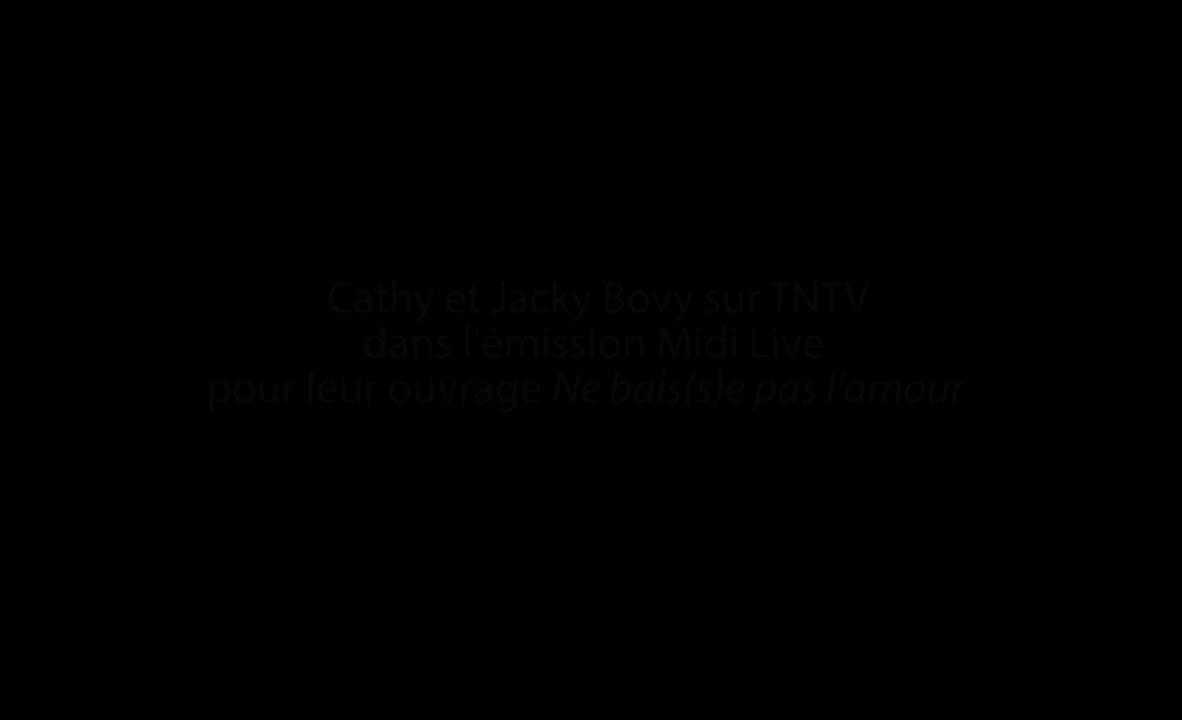 Cathy et Jacky Bovy sur TNTV
dans l'émission Midi Live
pour leur ouvrage Ne bais(s)e pas l'amour